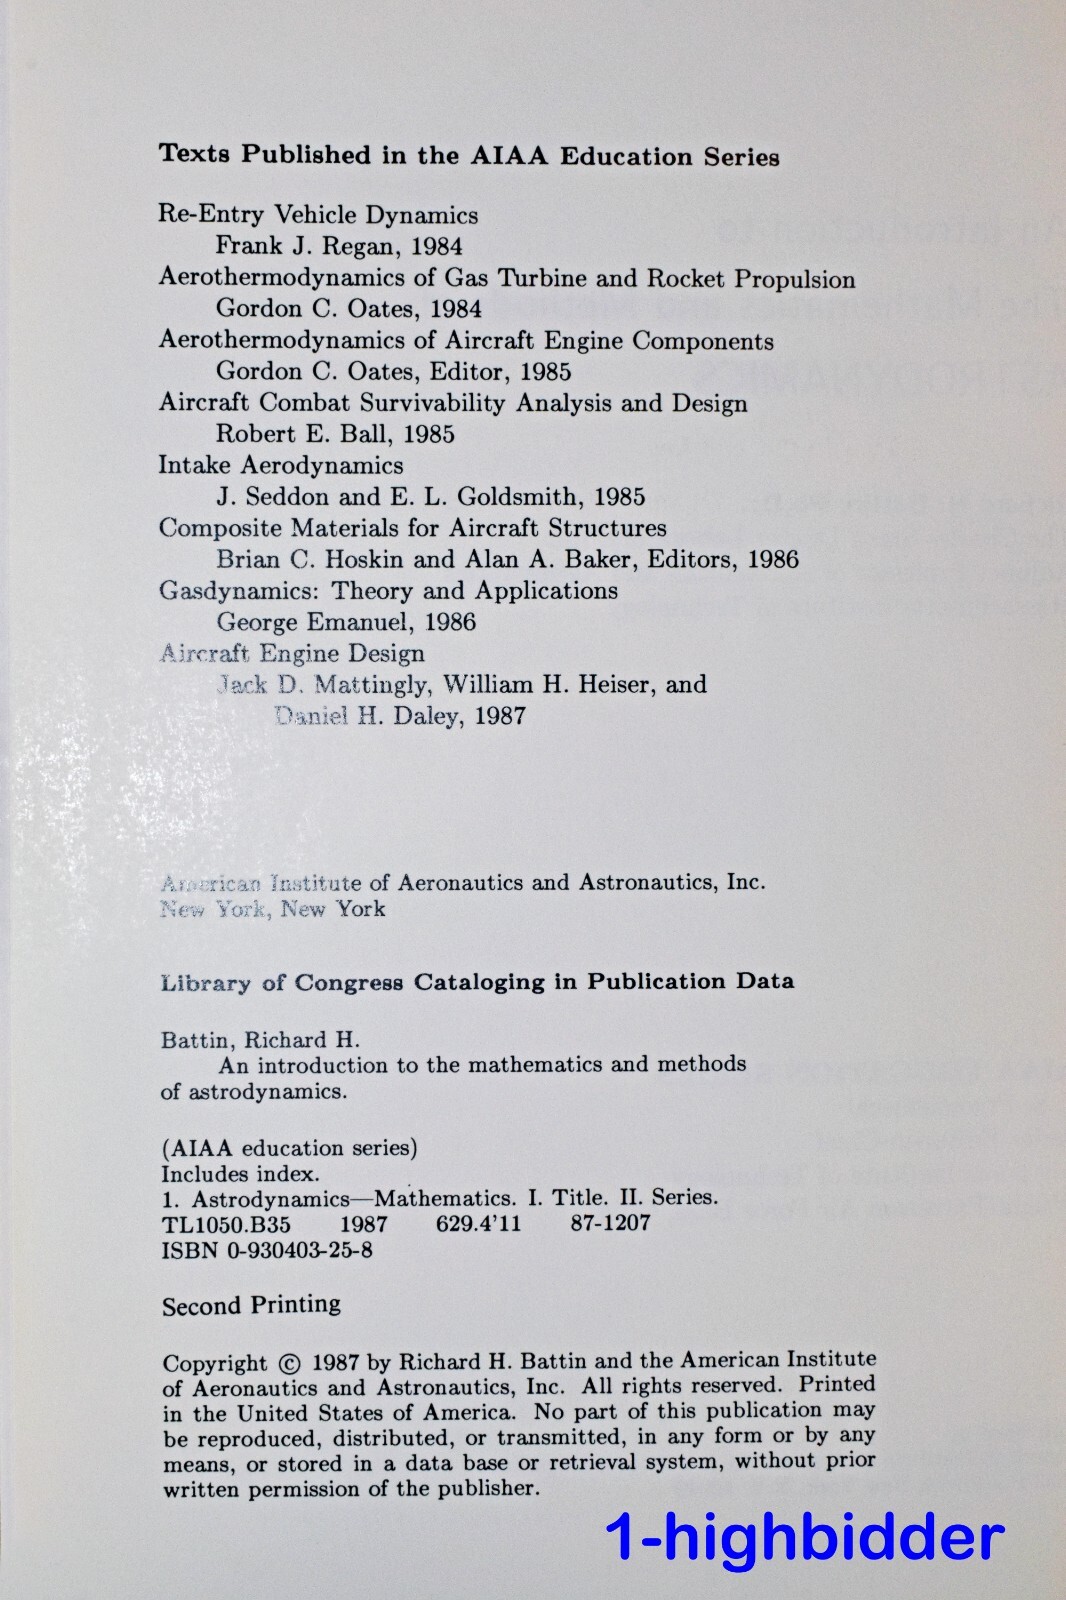 Texts Published in the AIAA Education Series
Re-Entry Vehicle Dynamics
Frank J. Regan, 1984
Aerothermodynamics of Gas Turbine and Rocket Propulsion
Gordon C. Oates, 1984
Aerothermodynamics of Aircraft Engine Components
Gordon C. Oates, Editor, 1985
Aircraft Combat Survivability Analysis and Design
Robert E. Ball, 1985
Intake Aerodynamics
J. Seddon and E. L. Goldsmith, 1985
Composite Materials for Aircraft Structures
Brian C. Hoskin and Alan A. Baker, Editors, 1986
Gasdynamics: Theory and Applications
George Emanuel, 1986
Aircraft Engine Design
Jack D. Mattingly, William H. Heiser, and
Daniel H. Daley, 1987
American Institute of Aeronautics and Astronautics, Inc.
New York, New York
Library of Congress Cataloging in Publication Data
Battin, Richard H.
An introduction to the mathematics and methods
of astrodynamics.
(AIAA education series)
Includes index.
1. Astrodynamics—Mathematics. I. Title. II. Series.
TL1050.B35 1987 629.4'11 87-1207
ISBN 0-930403-25-8
Second Printing
Copyright © 1987 by Richard H. Battin and the American Institute
of Aeronautics and Astronautics, Inc. All rights reserved. Printed
in the United States of America. No part of this publication may
be reproduced, distributed, or transmitted, in any form or by any
means, or stored in a data base or retrieval system, without prior
written permission of the publisher.
1-highbidder